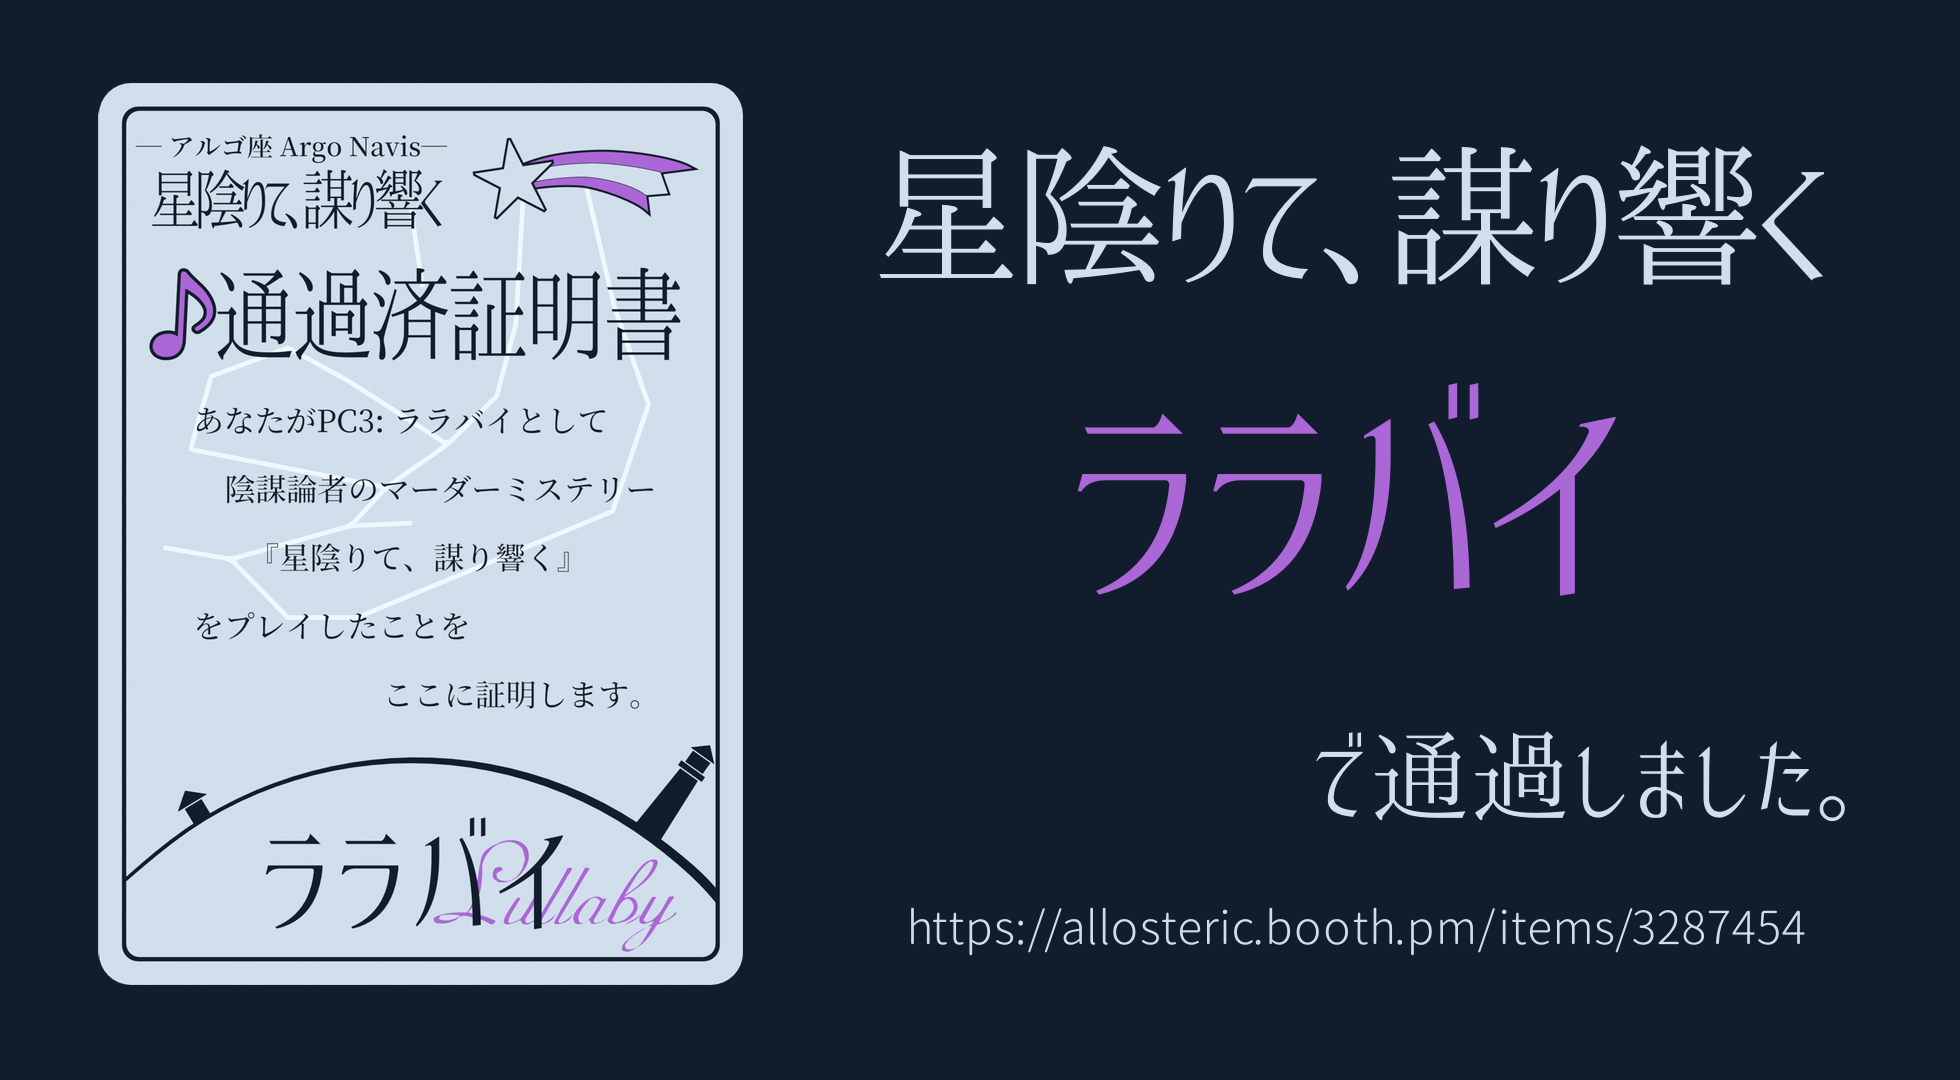 ― アルゴ座 Argo Navis―
星陰りて、謀り響く
通過済証明書
あなたがPC3: ララバイとして
陰謀論者のマーダーミステリー
『星陰りて、謀り響く』
をプレイしたことを
ここに証明します。
ララバイ
Lullaby
星陰りて、謀り響く
ララバイ
で通過しました。
https://allosteric.booth.pm/items/3287454